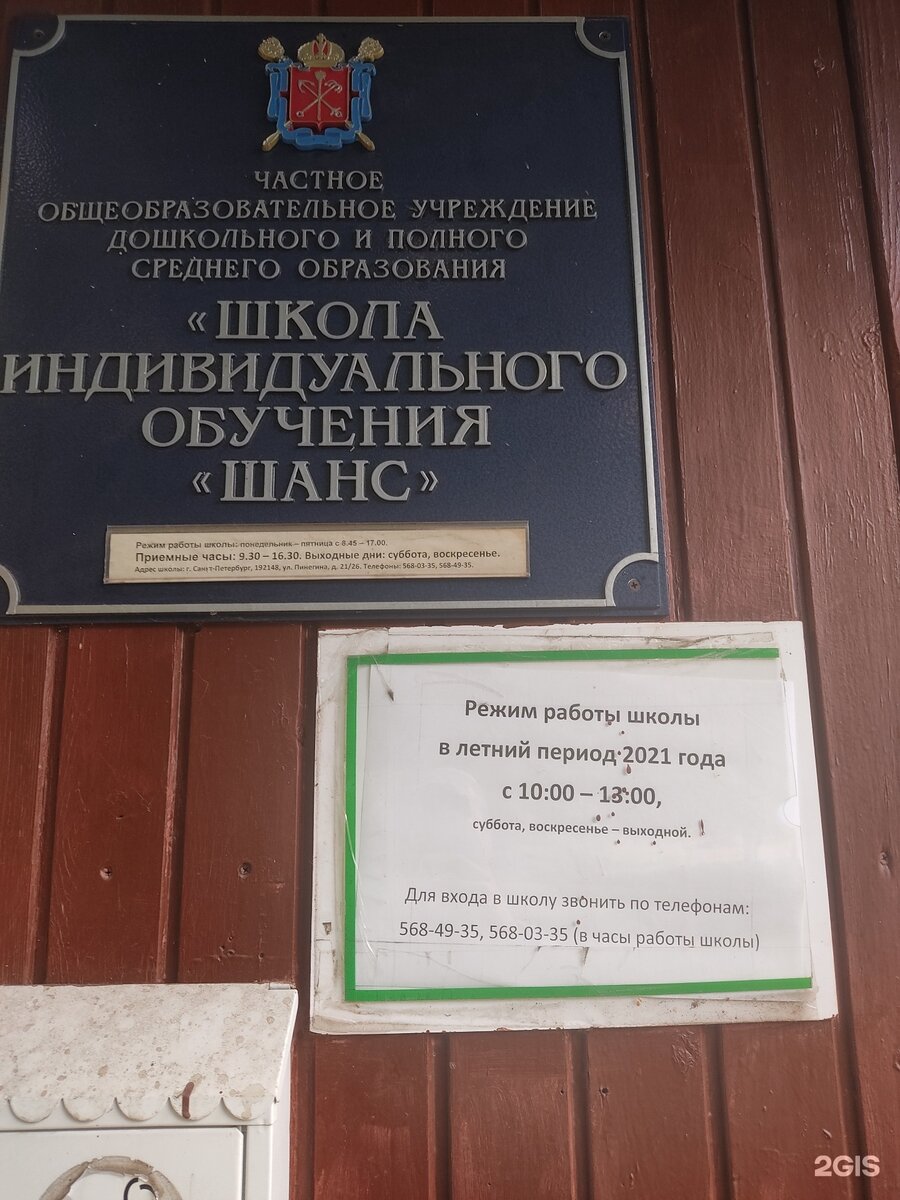 ЧАСТНОЕ
ОБЩЕОБРАЗОВАТЕЛЬНОЕ УЧРЕЖДЕНИЕ
ДОШКОЛЬНОГО И ПОЛНОГО
СРЕДНЕГО ОБРАЗОВАНИЯ
«ШКОЛА
ИНДИВИДУАЛЬНОГО
ОБУЧЕНИЯ
«ШАНС»
Режим работы школы: понедельник – пятница с 8.45 – 17.00.
Приемные часы: 9.30 – 16.30. Выходные дни: суббота, воскресенье.
Адрес школы: г. Санкт-Петербург, 192148, ул. Пинегина, д. 21/26. Телефоны: 568-03-35, 568-49-35.
Режим работы школы
в летний период 2021 года
с 10:00 – 13:00,
суббота, воскресенье – выходной.
Для входа в школу звонить по телефонам:
568-49-35, 568-03-35 (в часы работы школы)
2GIS